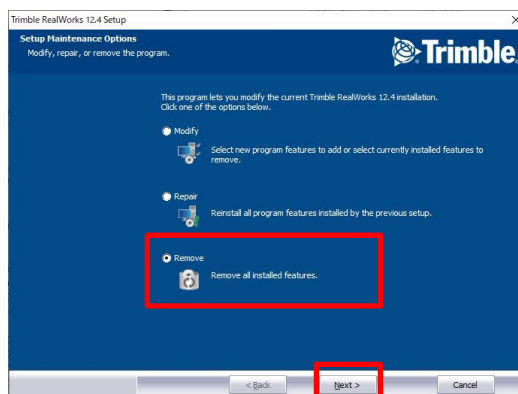 Trimble RealWorks 12.4 Setup
Setup Maintenance Options
Modify, repair, or remove the program.
Trimble.
This program lets you modify the current Trimble RealWorks 12.4 installation.
Click one of the options below.
Modify
Select new program features to add or select currently installed features to
remove.
Repair
Reinstall all program features installed by the previous setup.
Remove
Remove all installed features.
< Back Next > Cancel